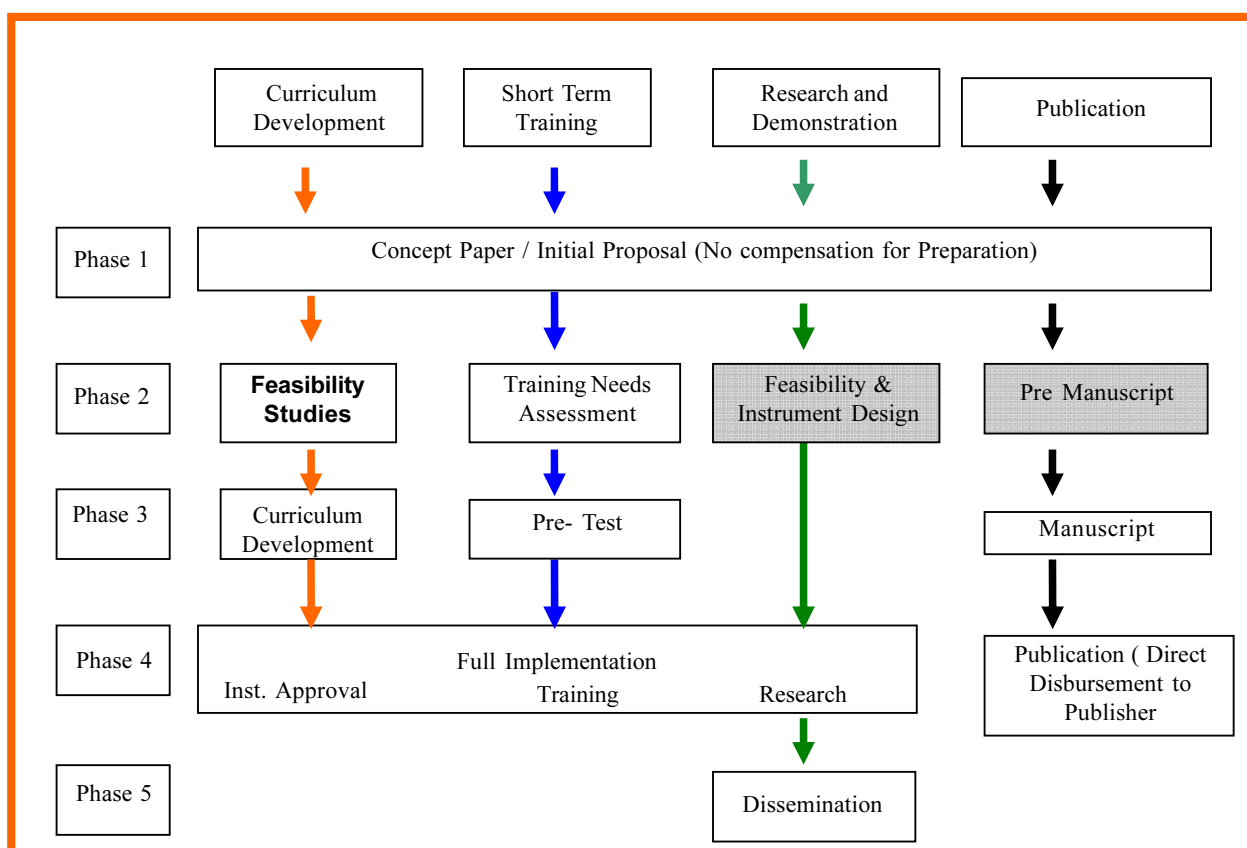 Curriculum
Development
Short Term
Training
Research and
Demonstration
Publication
Phase 1
Concept Paper / Initial Proposal (No compensation for Preparation)
Phase 2
Feasibility
Studies
Training Needs
Assessment
Feasibility &
Instrument Design
Pre Manuscript
Phase 3
Curriculum
Development
Pre- Test
Manuscript
Phase 4
Full Implementation
Inst. Approval
Training
Research
Publication ( Direct
Disbursement to
Publisher
Phase 5
Dissemination